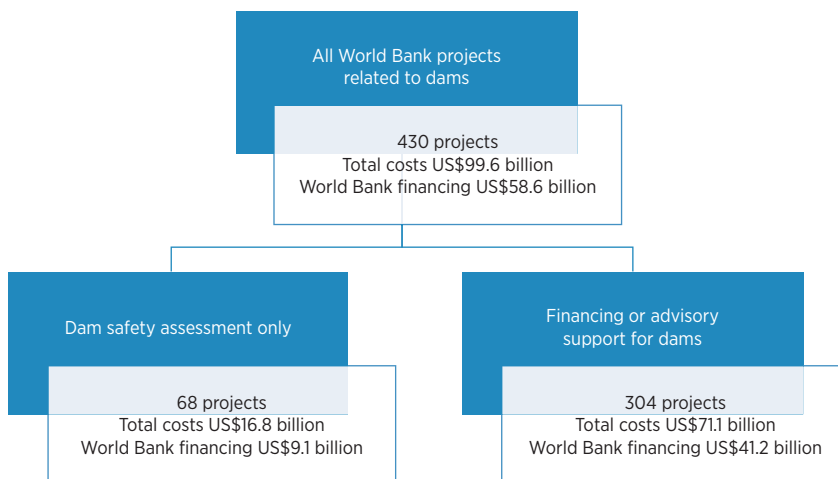 All World Bank projects
related to dams
430 projects
Total costs US$99.6 billion
World Bank financing US$58.6 billion
Dam safety assessment only
68 projects
Total costs US$16.8 billion
World Bank financing US$9.1 billion
Financing or advisory
support for dams
304 projects
Total costs US$71.1 billion
World Bank financing US$41.2 billion